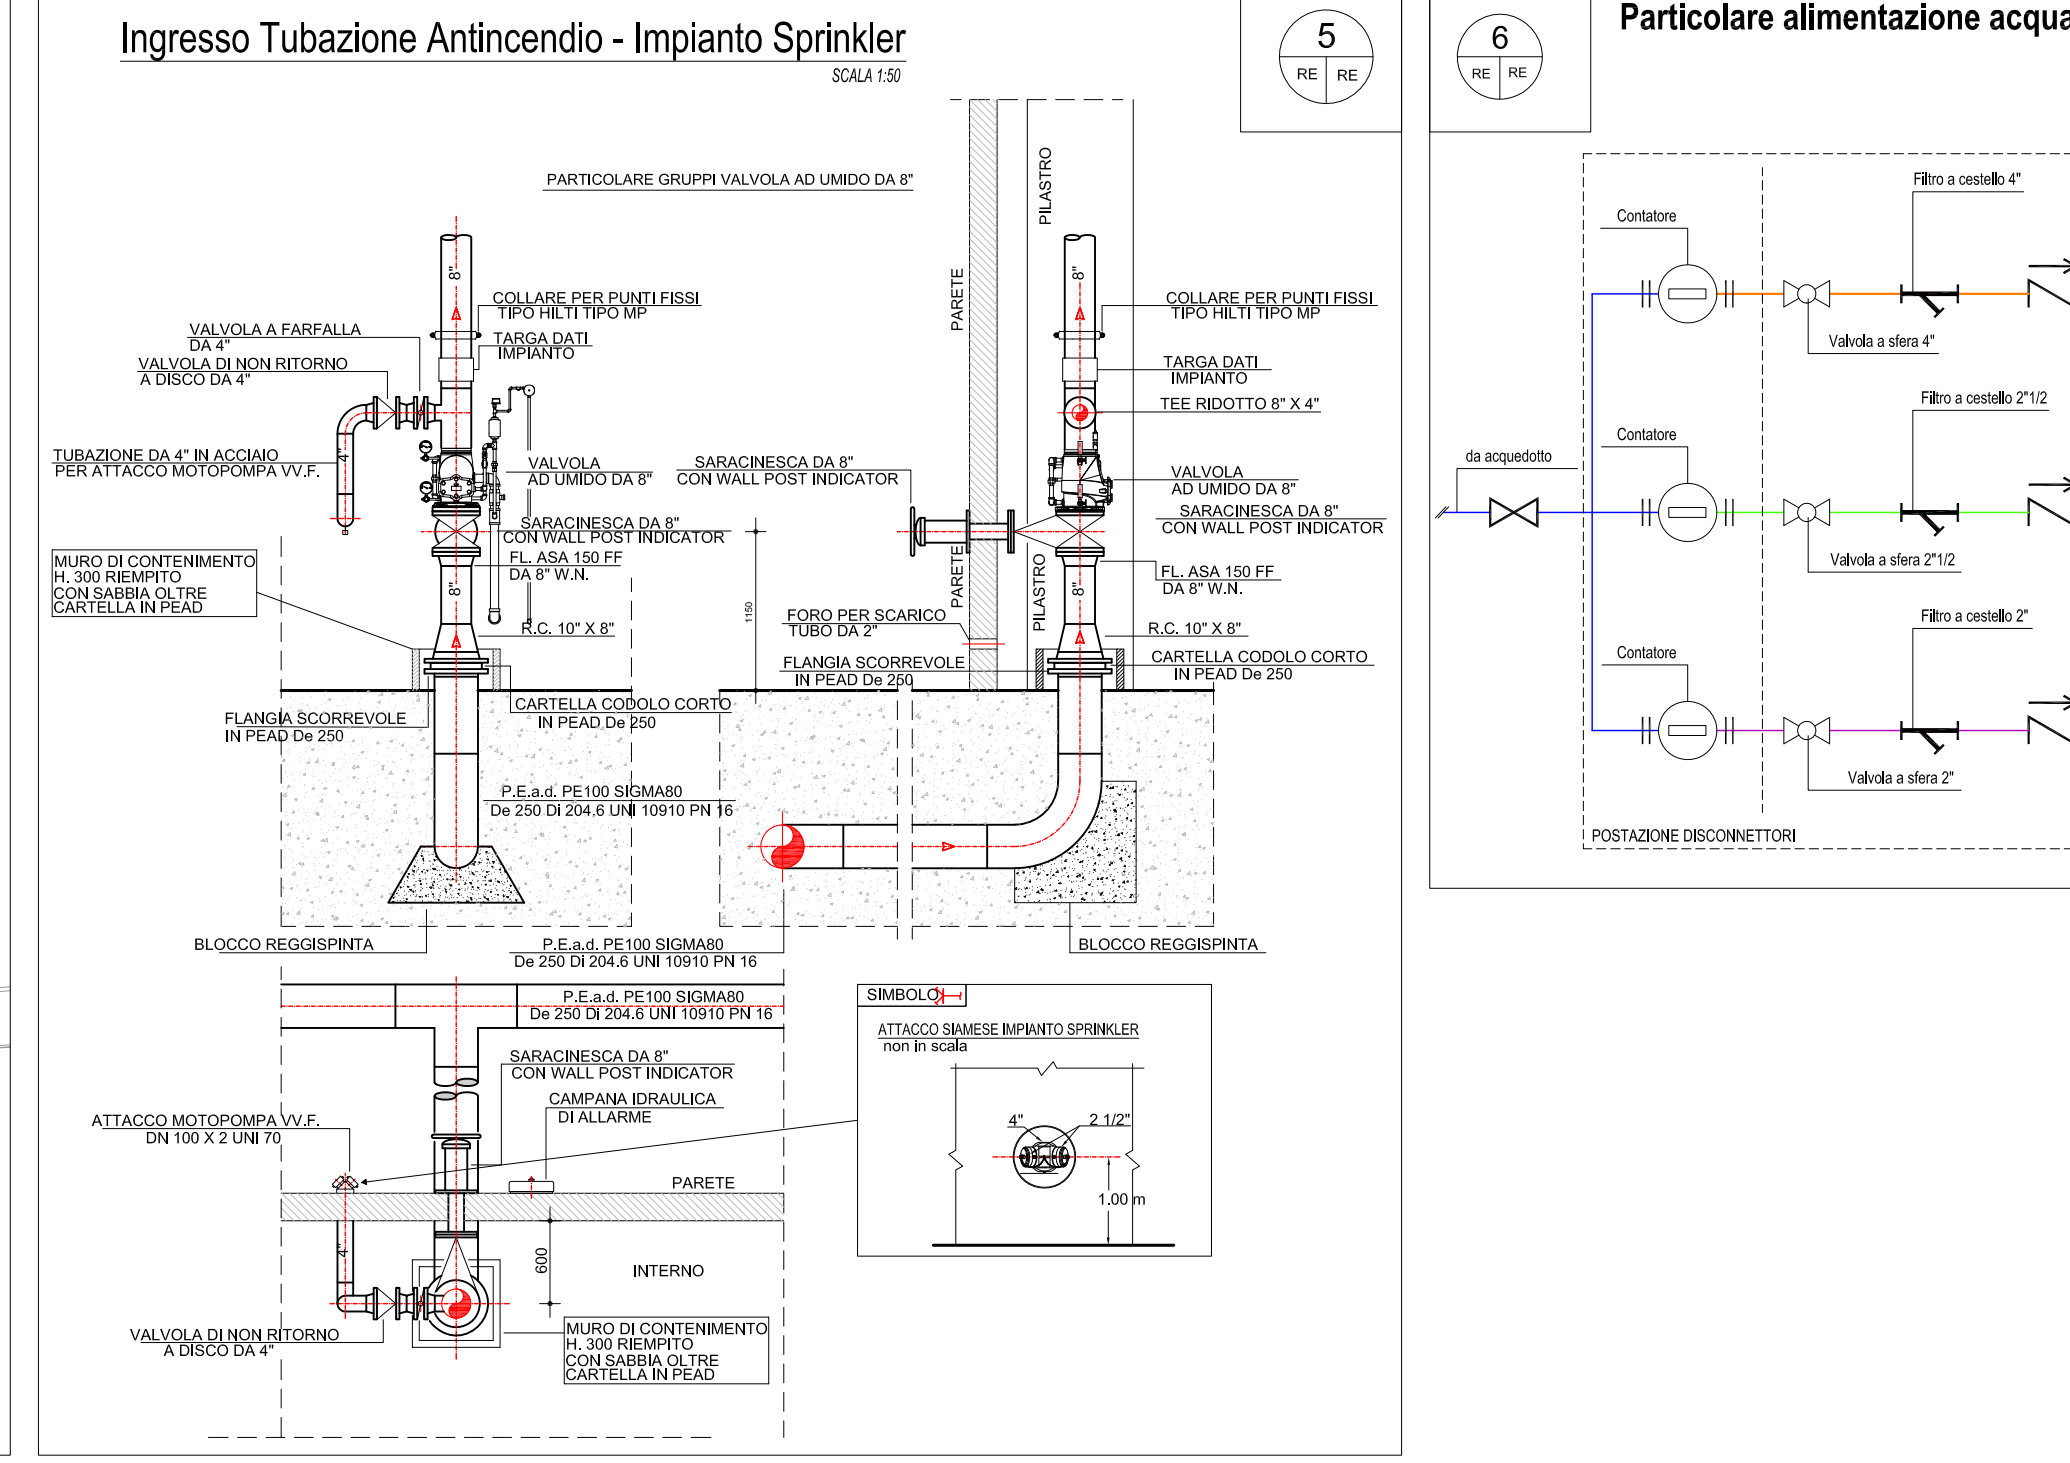 Ingresso Tubazione Antincendio - Impianto Sprinkler
SCALA 1:50
5
RE RE
PARTICOLARE GRUPPI VALVOLA AD UMIDO DA 8"
8"
COLLARE PER PUNTI FISSI
TIPO HILTI TIPO MP
TARGA DATI
IMPIANTO
VALVOLA A FARFALLA
DA 4"
VALVOLA DI NON RITORNO
A DISCO DA 4"
TUBAZIONE DA 4" IN ACCIAIO
PER ATTACCO MOTOPOMPA VV.F.
4"
VALVOLA
AD UMIDO DA 8"
SARACINESCA DA 8"
CON WALL POST INDICATOR
FL. ASA 150 FF
DA 8" W.N.
8"
R.C. 10" X 8"
MURO DI CONTENIMENTO
H. 300 RIEMPITO
CON SABBIA OLTRE
CARTELLA IN PEAD
FLANGIA SCORREVOLE
IN PEAD De 250
CARTELLA CODOLO CORTO
IN PEAD De 250
P.E.a.d. PE100 SIGMA80
De 250 Di 204.6 UNI 10910 PN 16
BLOCCO REGGISPINTA
PARETE
PILASTRO
8"
COLLARE PER PUNTI FISSI
TIPO HILTI TIPO MP
TARGA DATI
IMPIANTO
TEE RIDOTTO 8" X 4"
SARACINESCA DA 8"
CON WALL POST INDICATOR
VALVOLA
AD UMIDO DA 8"
SARACINESCA DA 8"
CON WALL POST INDICATOR
PARETE
PILASTRO
8"
FL. ASA 150 FF
DA 8" W.N.
1150
FORO PER SCARICO
TUBO DA 2"
R.C. 10" X 8"
FLANGIA SCORREVOLE
IN PEAD De 250
CARTELLA CODOLO CORTO
IN PEAD De 250
P.E.a.d. PE100 SIGMA80
De 250 Di 204.6 UNI 10910 PN 16
BLOCCO REGGISPINTA
P.E.a.d. PE100 SIGMA80
De 250 Di 204.6 UNI 10910 PN 16
SARACINESCA DA 8"
CON WALL POST INDICATOR
CAMPANA IDRAULICA
DI ALLARME
ATTACCO MOTOPOMPA VV.F.
DN 100 X 2 UNI 70
PARETE
4"
600
INTERNO
VALVOLA DI NON RITORNO
A DISCO DA 4"
MURO DI CONTENIMENTO
H. 300 RIEMPITO
CON SABBIA OLTRE
CARTELLA IN PEAD
SIMBOLO
ATTACCO SIAMESE IMPIANTO SPRINKLER
non in scala
4"
2 1/2"
1.00 m
6
RE RE
Particolare alimentazione acqua
Contatore
Filtro a cestello 4"
Valvola a sfera 4"
da acquedotto
Contatore
Filtro a cestello 2"1/2
Valvola a sfera 2"1/2
Contatore
Filtro a cestello 2"
Valvola a sfera 2"
POSTAZIONE DISCONNETTORI